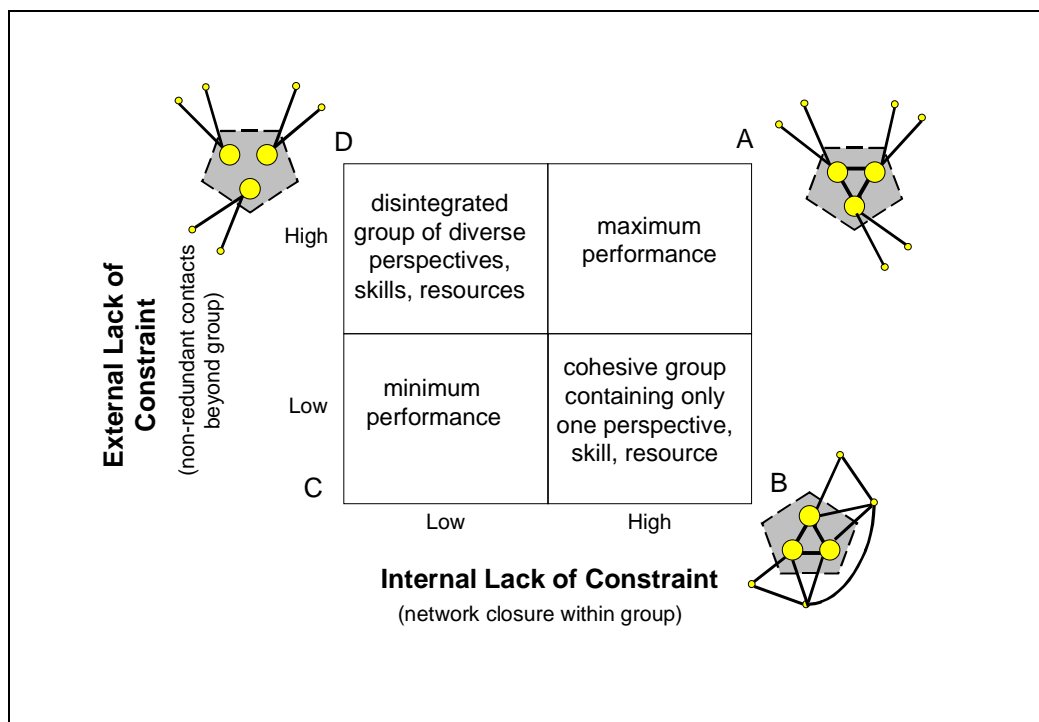 D
A
disintegrated
group of diverse
perspectives,
skills, resources
maximum
performance
High
External Lack of
Constraint
(non-redundant contacts
beyond group)
minimum
performance
cohesive group
containing only
one perspective,
skill, resource
Low
C
B
Low
High
Internal Lack of Constraint
(network closure within group)